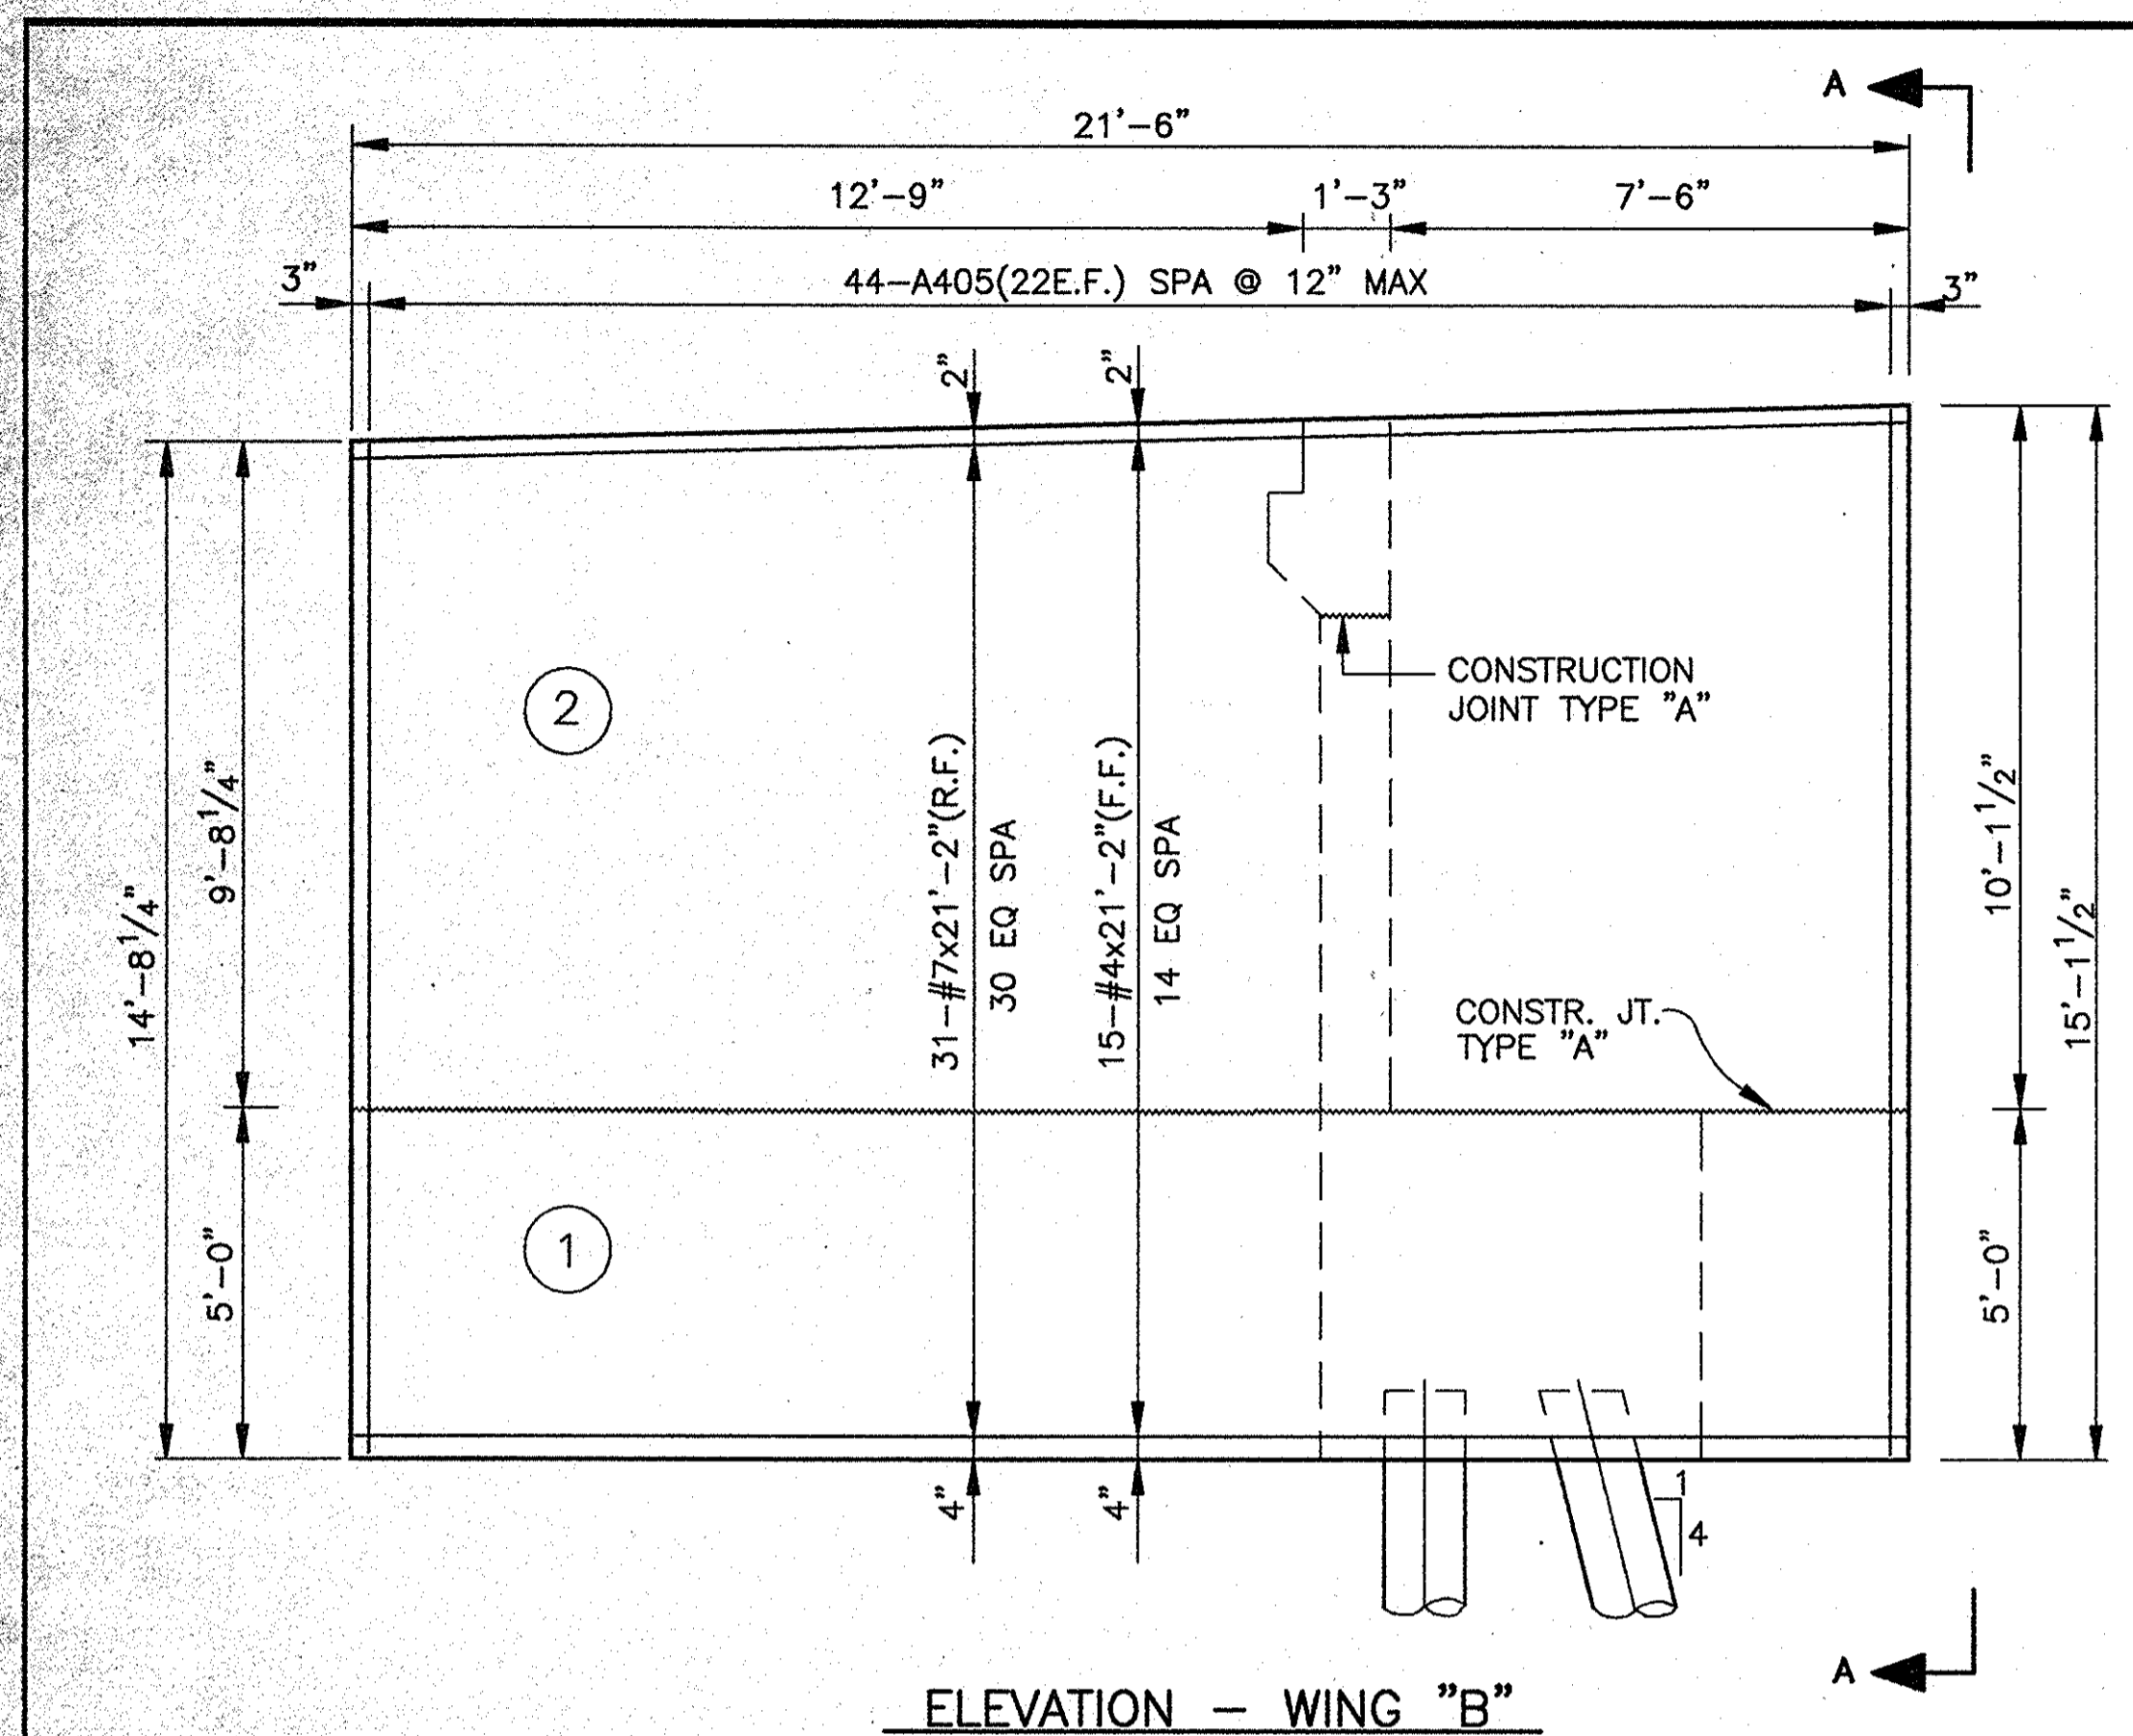 A
21'-6"
12'-9"
1'-3"
7'-6"
3"
44-A405(22E.F.) SPA @ 12" MAX
3"
2"
2"
2
CONSTRUCTION
JOINT TYPE "A"
31-#7x21'-2"(R.F.)
30 EQ SPA
15-#4x21'-2"(F.F.)
14 EQ SPA
9'-8 1/4"
14'-8 1/4"
10'-1 1/2"
15'-1 1/2"
CONSTR. JT.
TYPE "A"
1
5'-0"
5'-0"
4"
4"
1
4
A
ELEVATION - WING "B"